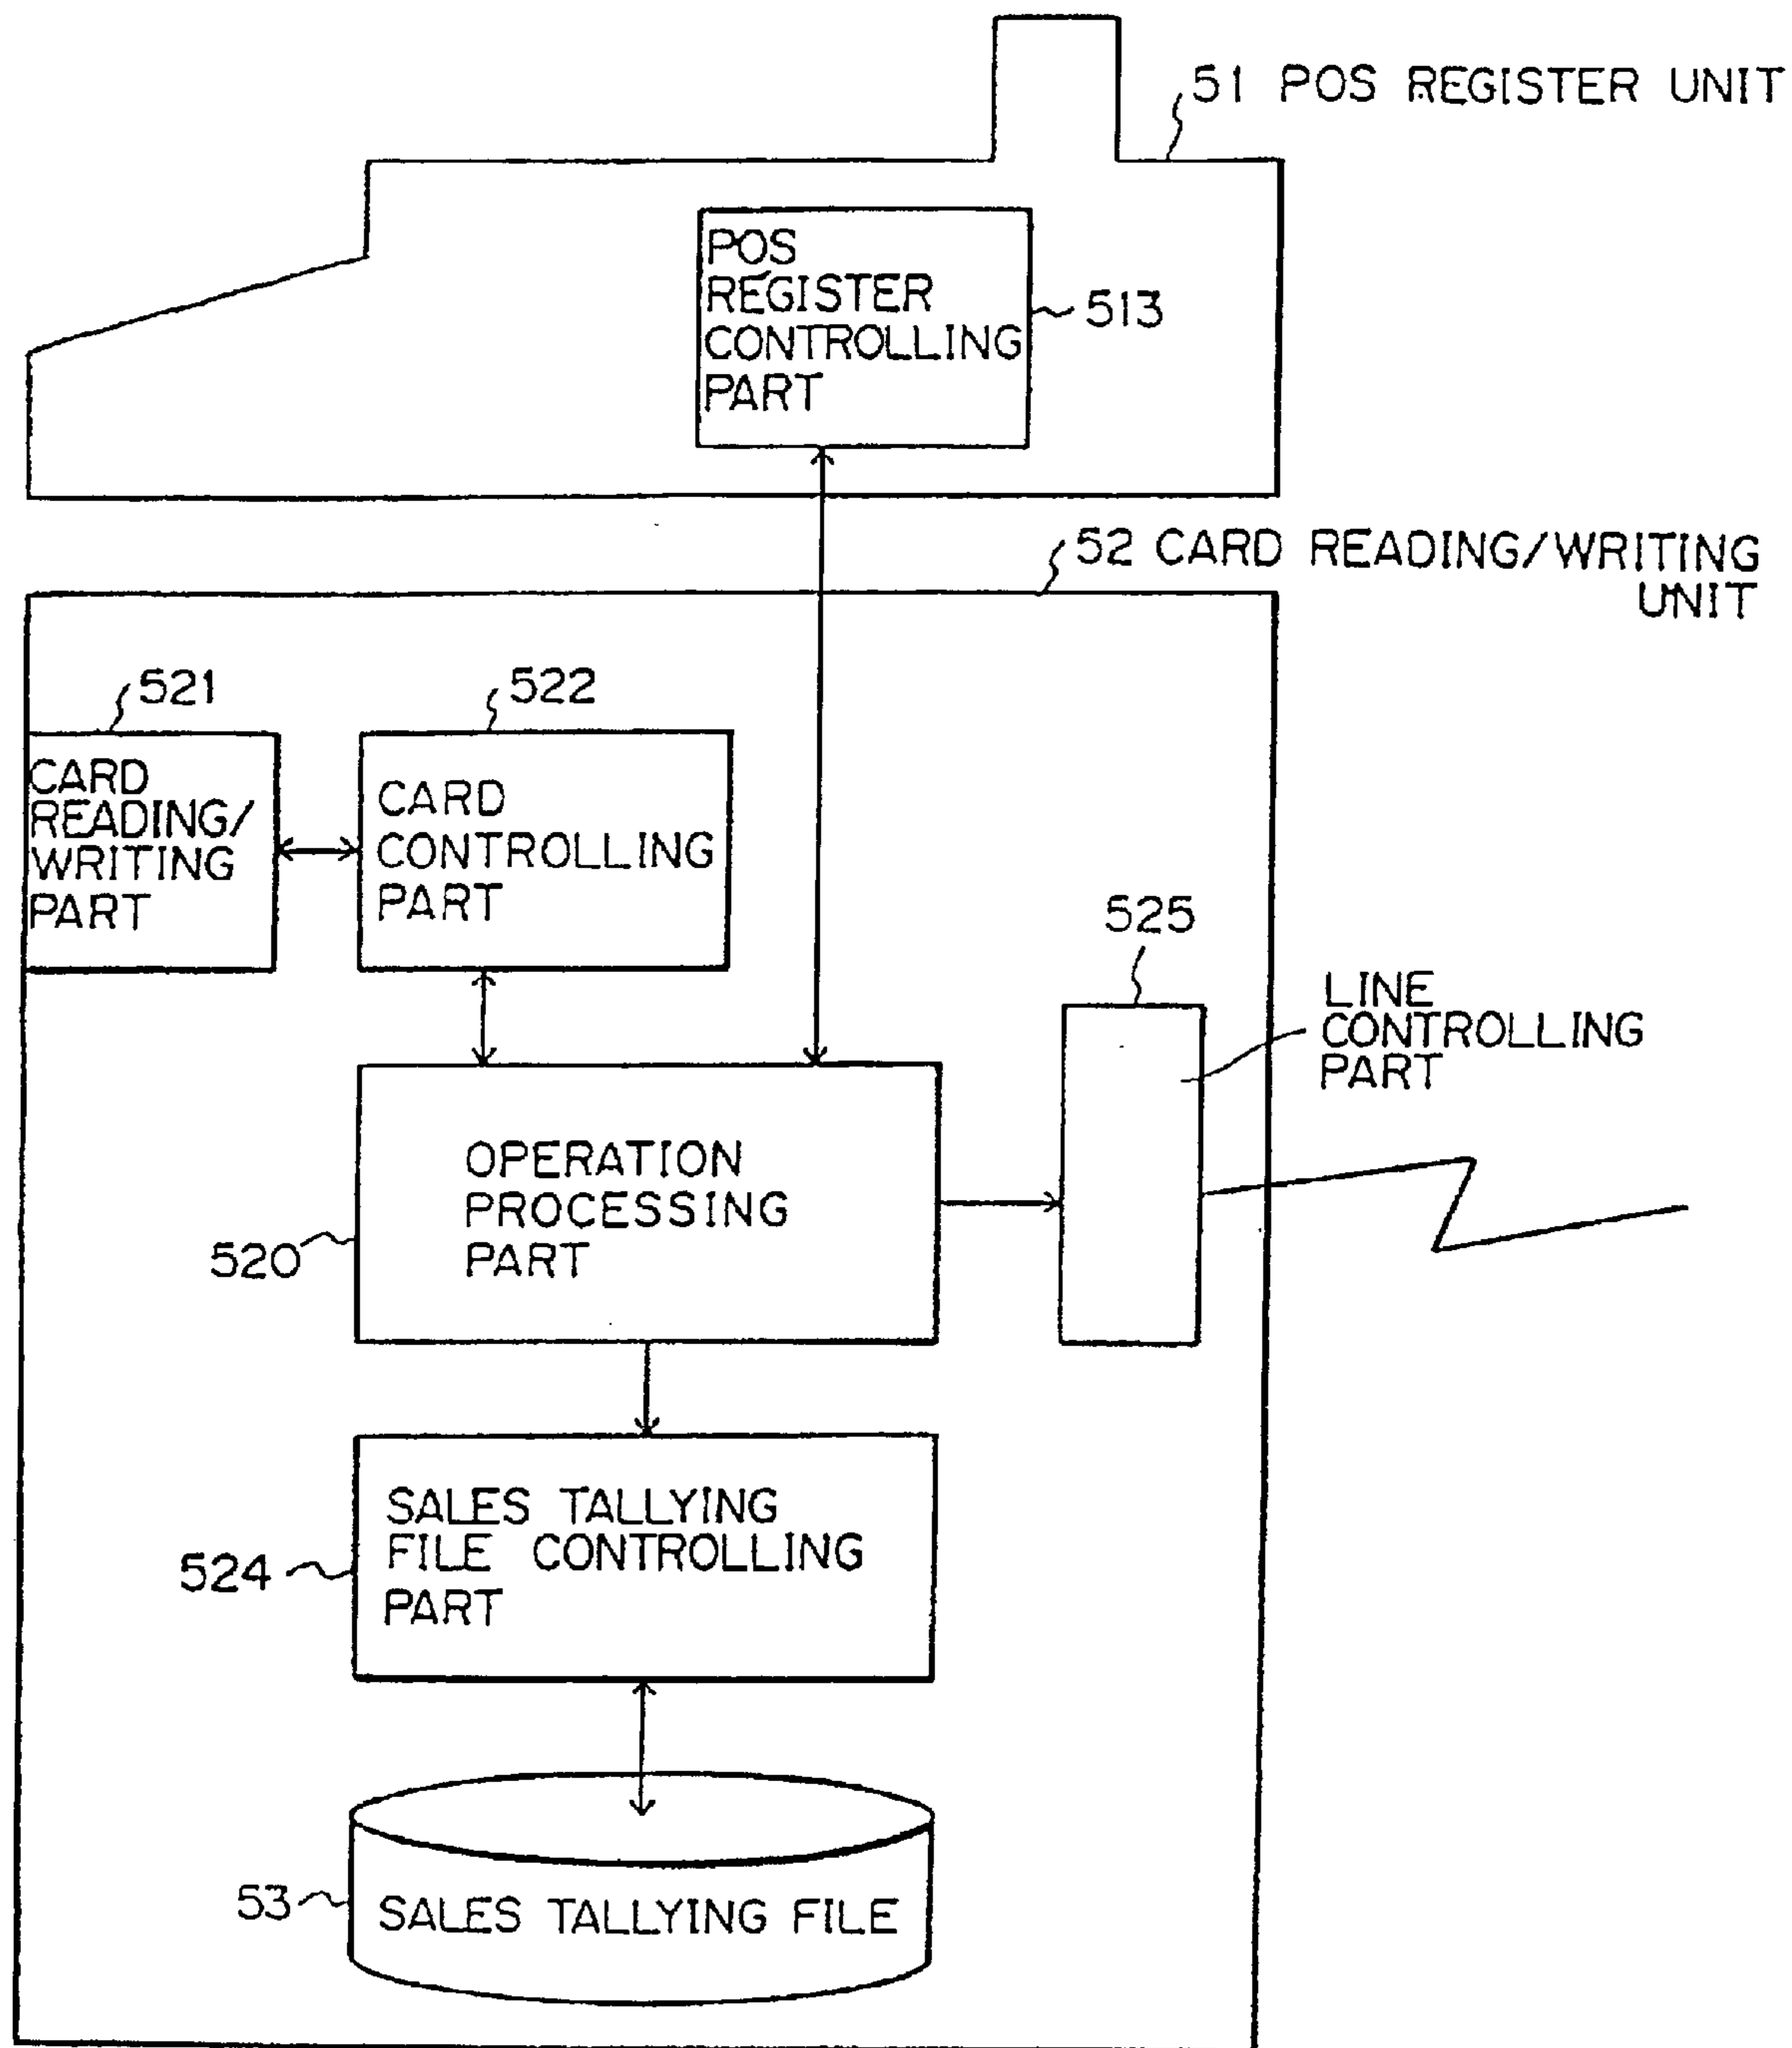 51 POS REGISTER UNIT
POS
REGISTER
CONTROLLING
PART
513
52 CARD READING/WRITING
UNIT
521
522
CARD
READING/
WRITING
PART
CARD
CONTROLLING
PART
525
LINE
CONTROLLING
PART
OPERATION
PROCESSING
PART
520
SALES TALLYING
FILE CONTROLLING
PART
524
53
SALES TALLYING FILE